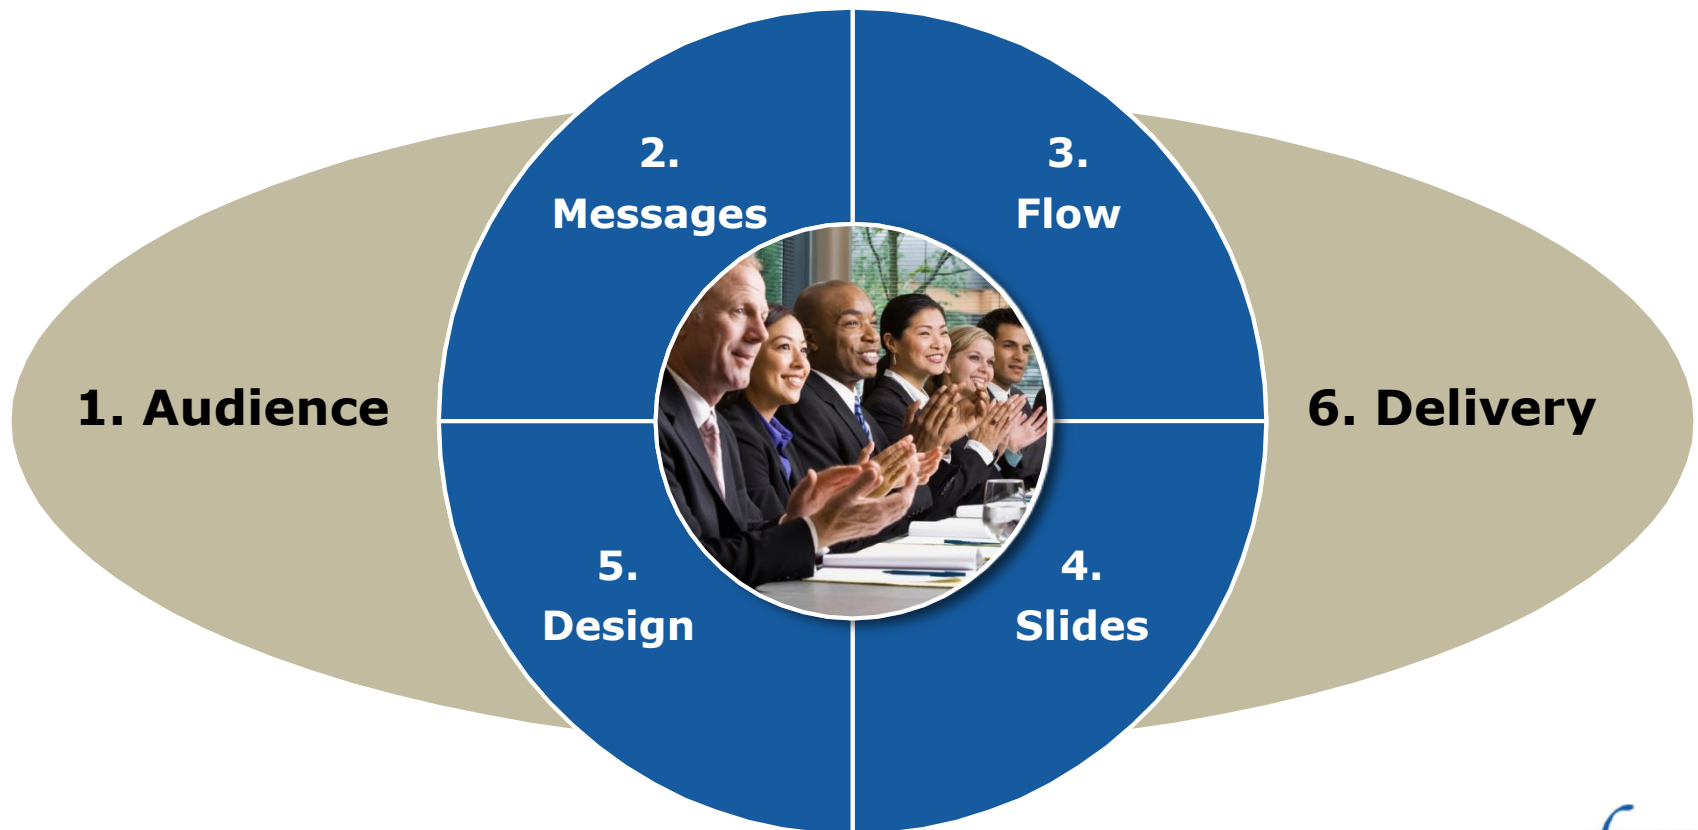 1. Audience
2.
Messages
3.
Flow
4.
Slides
5.
Design
6. Delivery